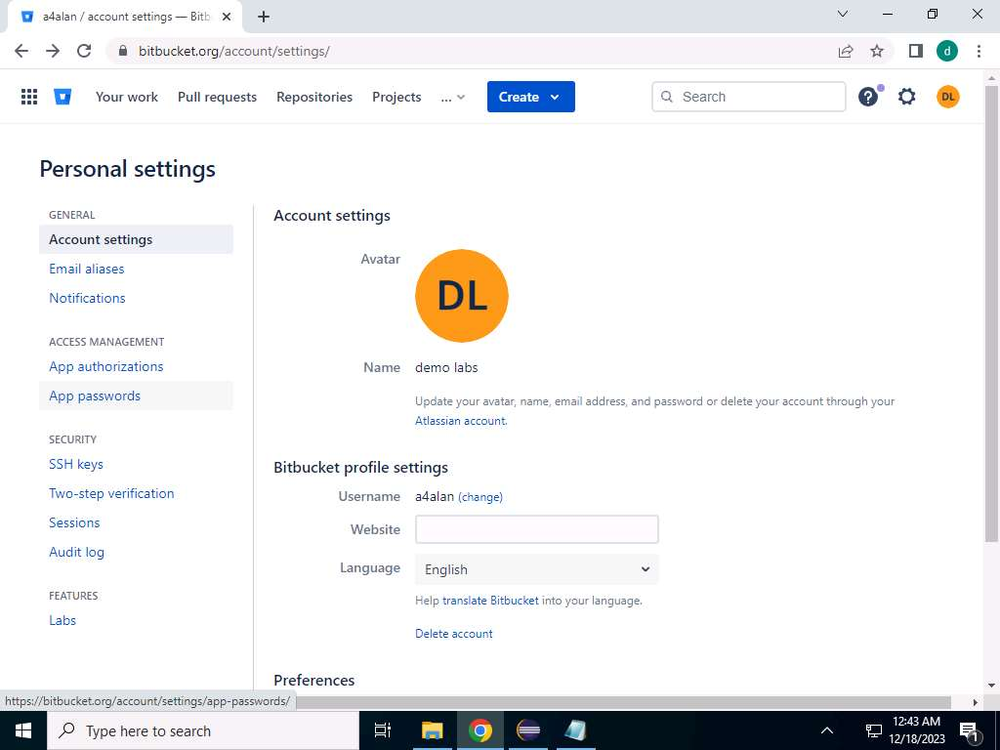 a4alan / account settings — Bitb
bitbucket.org/account/settings/
d
Your work
Pull requests
Repositories
Projects
...
Create
Search
?
DL
Personal settings
GENERAL
Account settings
Email aliases
Notifications
ACCESS MANAGEMENT
App authorizations
App passwords
SECURITY
SSH keys
Two-step verification
Sessions
Audit log
FEATURES
Labs
Account settings
Avatar
DL
Name demo labs
Update your avatar, name, email address, and password or delete your account through your
Atlassian account.
Bitbucket profile settings
Username a4alan (change)
Website
Language English
Help translate Bitbucket into your language.
Delete account
Preferences
https://bitbucket.org/account/settings/app-passwords/
Type here to search
12:43 AM
12/18/2023
1